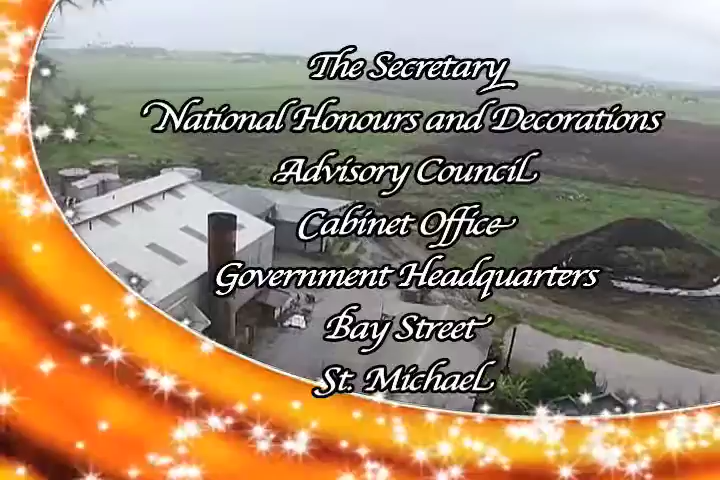 The Secretary
National Honours and Decorations
Advisory Council
Cabinet Office
Government Headquarters
Bay Street
St. Michael